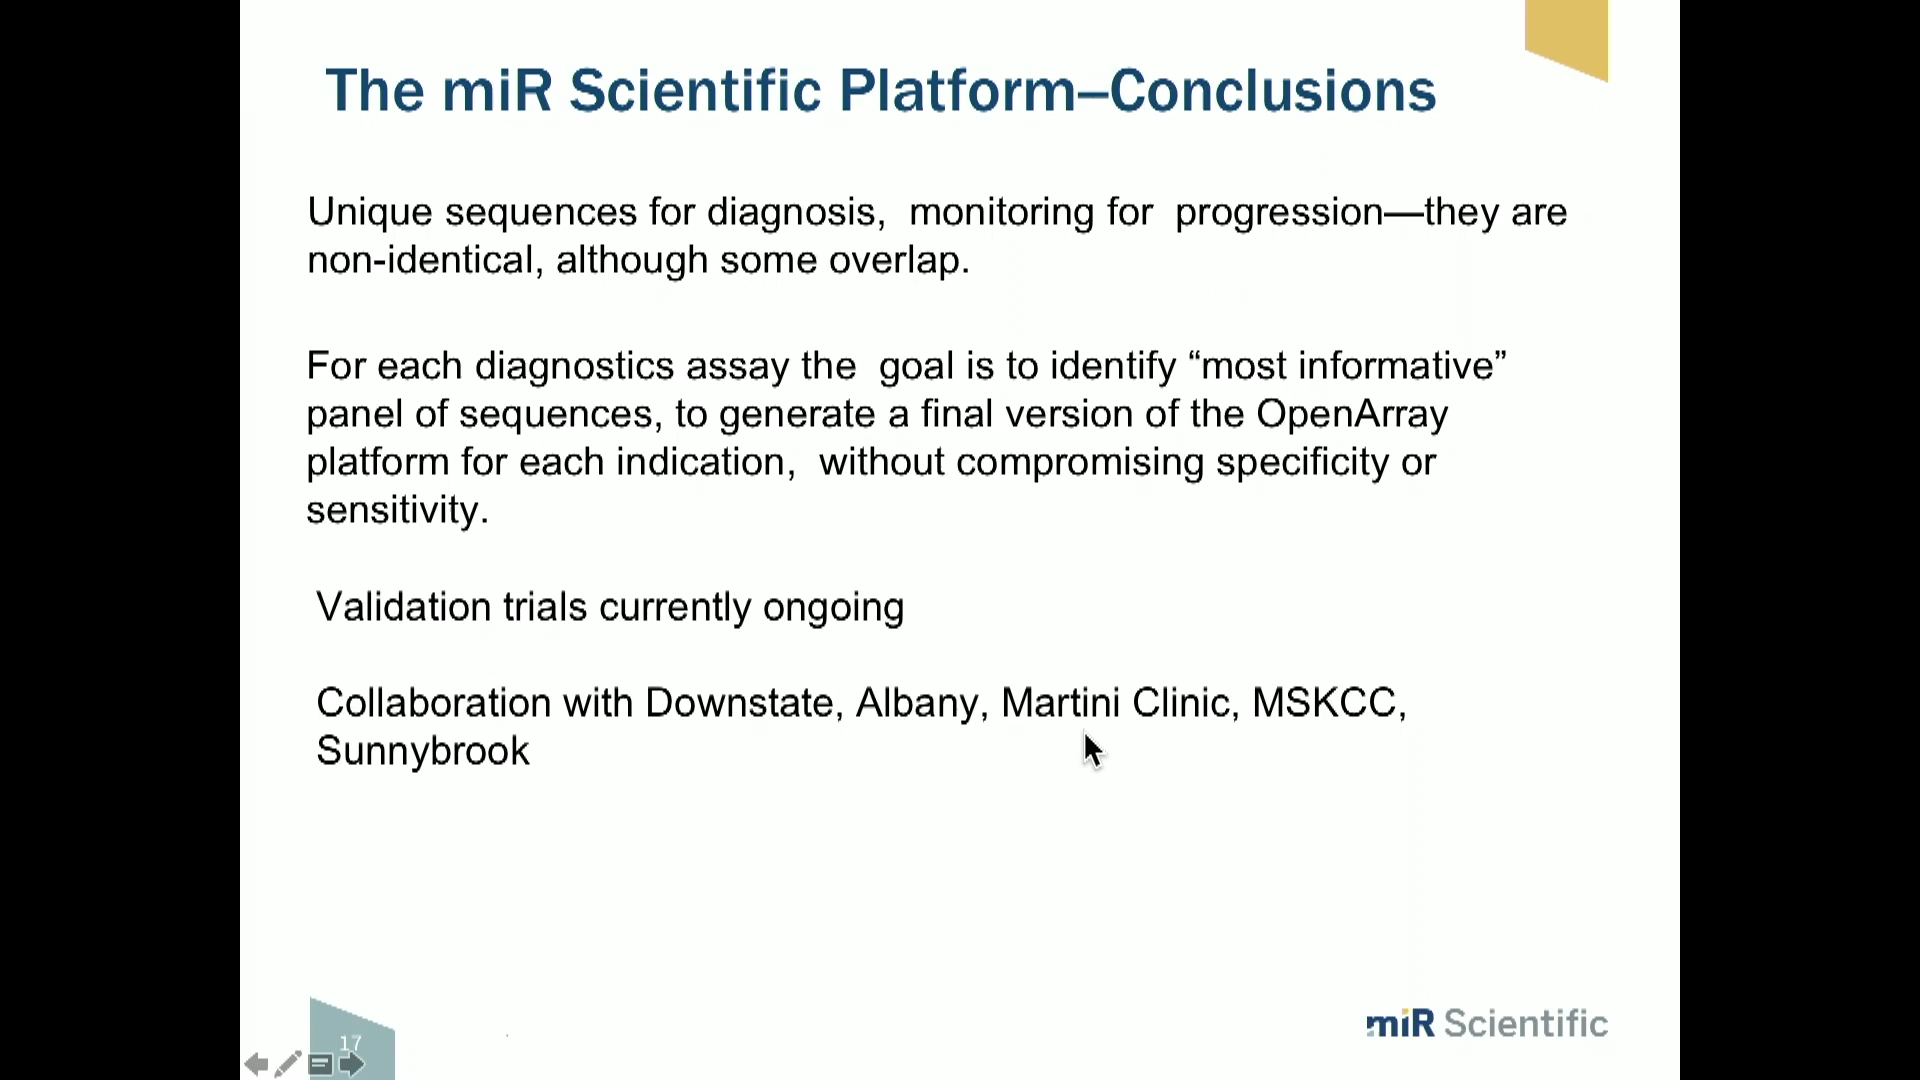 The miR Scientific Platform–Conclusions
Unique sequences for diagnosis, monitoring for progression—they are
non-identical, although some overlap.
For each diagnostics assay the goal is to identify “most informative”
panel of sequences, to generate a final version of the OpenArray
platform for each indication, without compromising specificity or
sensitivity.
Validation trials currently ongoing
Collaboration with Downstate, Albany, Martini Clinic, MSKCC,
Sunnybrook
17
miR Scientific